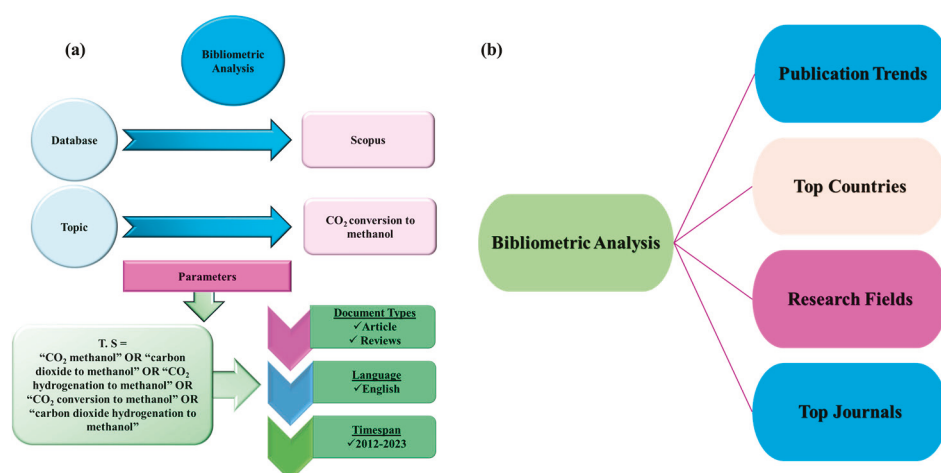 (a)
Bibliometric
Analysis
Database
Scopus
Topic
CO₂ conversion to
methanol
Parameters
T. S =
“CO₂ methanol” OR “carbon
dioxide to methanol” OR “CO₂
hydrogenation to methanol” OR
“CO₂ conversion to methanol” OR
“carbon dioxide hydrogenation to
methanol”
Document Types
✓Article
✓ Reviews
Language
✓English
Timespan
✓2012-2023
(b)
Bibliometric Analysis
Publication Trends
Top Countries
Research Fields
Top Journals